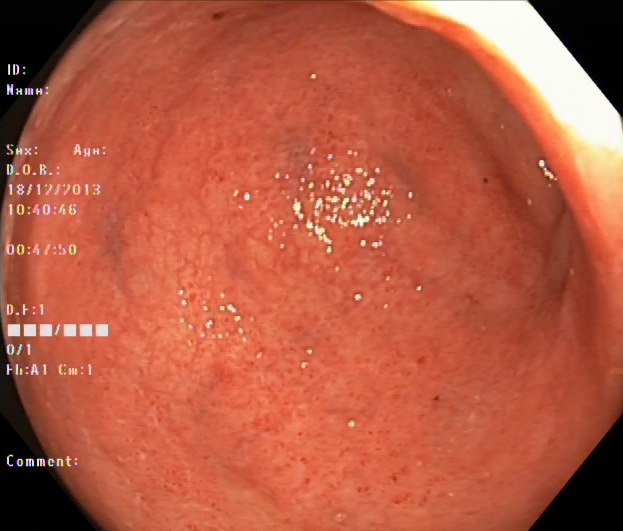 ID:
Name:
Sex: Age:
D.O.B.:
18/12/2013
10:40:46
00:47:50
D.F:1
■■■/■■■
0/1
Eh:A1 Cm:1
Comment: